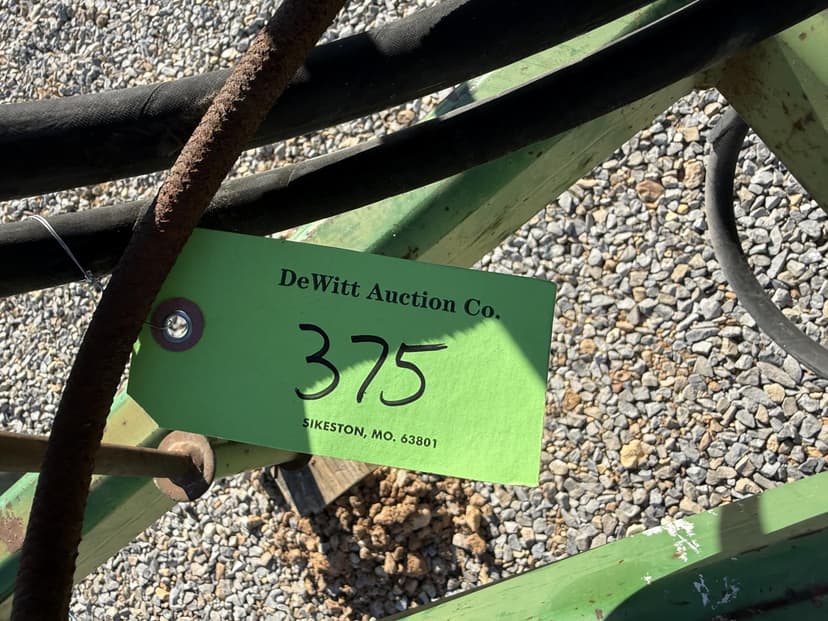 DeWitt Auction Co.
375
SIKESTON, MO. 63801